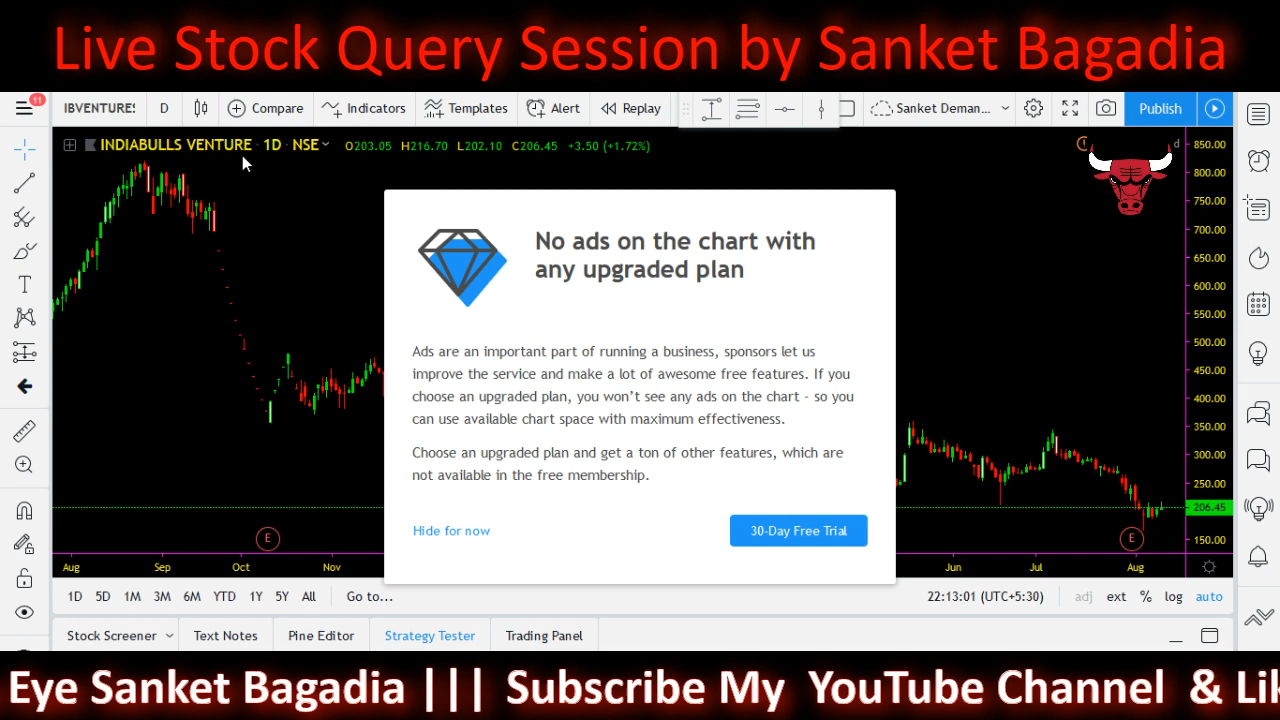 Live Stock Query Session by Sanket Bagadia
11
IBVENTURES
D
Compare
Indicators
Templates
Alert
Replay
Sanket Deman...
Publish
INDIABULLS VENTURE · 1D · NSE
O203.05 H216.70 L202.10 C206.45 +3.50 (+1.72%)
d
850.00
800.00
750.00
700.00
650.00
600.00
550.00
500.00
450.00
400.00
350.00
300.00
250.00
206.45
150.00
No ads on the chart with
any upgraded plan
Ads are an important part of running a business, sponsors let us
improve the service and make a lot of awesome free features. If you
choose an upgraded plan, you won’t see any ads on the chart - so you
can use available chart space with maximum effectiveness.
Choose an upgraded plan and get a ton of other features, which are
not available in the free membership.
Hide for now
30-Day Free Trial
E
E
Aug Sep Oct Nov Jun Jul Aug
1D 5D 1M 3M 6M YTD 1Y 5Y All Go to...
22:13:01 (UTC+5:30) adj ext % log auto
Stock Screener Text Notes Pine Editor Strategy Tester Trading Panel
Eye Sanket Bagadia ||| Subscribe My YouTube Channel & Lik